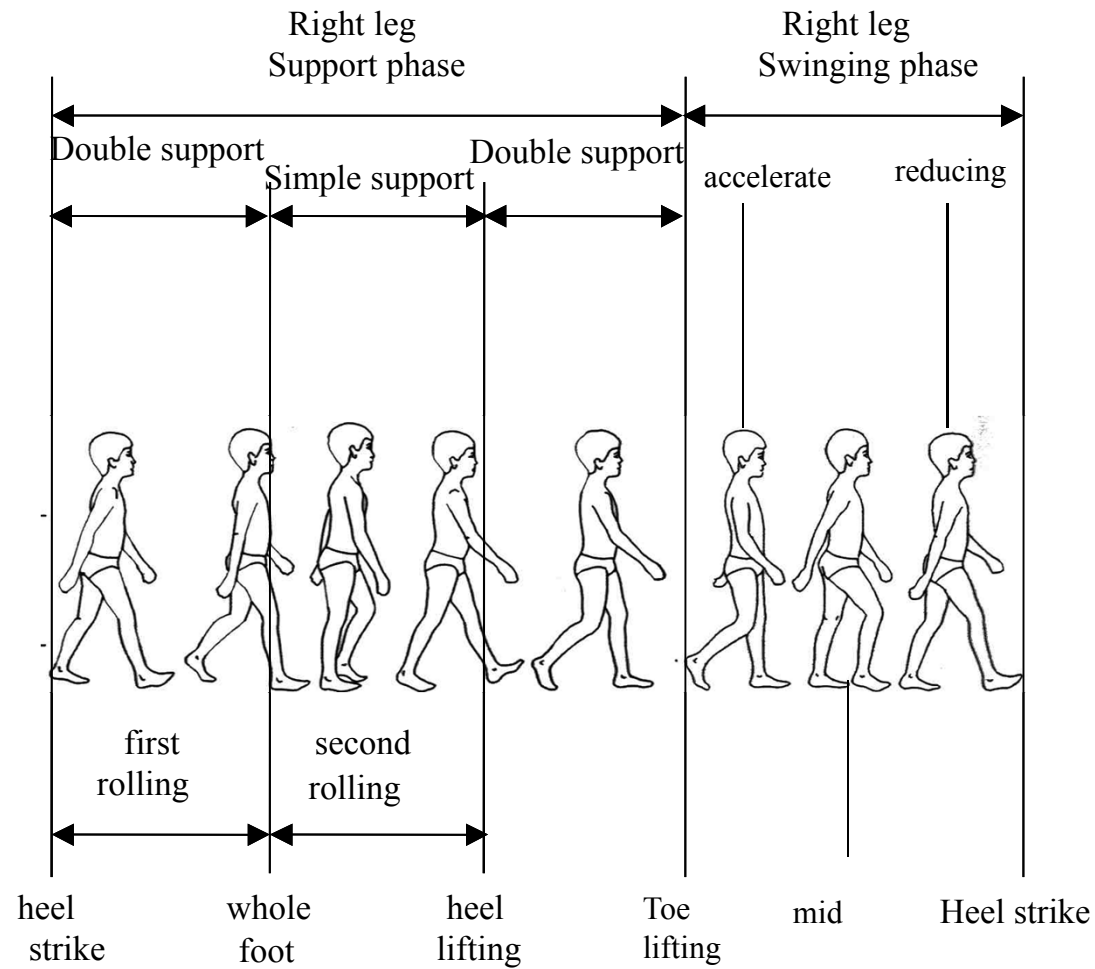 Right leg
Support phase
Right leg
Swinging phase
Double support
Simple support
Double support
accelerate
reducing
first
rolling
second
rolling
heel
strike
whole
foot
heel
lifting
Toe
lifting
mid
Heel strike